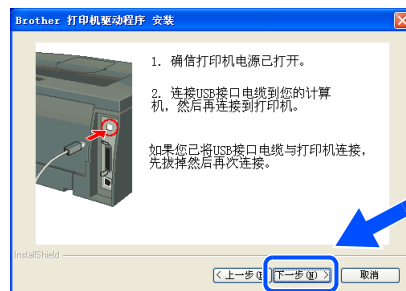 Brother 打印机驱动程序 安装
1. 确信打印机电源已打开。
2. 连接USB接口电缆到您的计算
机，然后再连接到打印机。
如果您已将USB接口电缆与打印机连接，
先拔掉然后再次连接。
InstallShield
<上一步(B) 下一步(N)> 取消